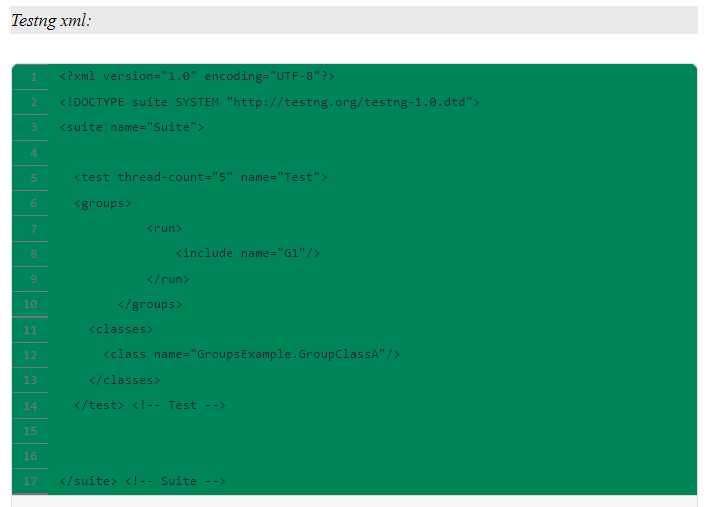 Testng xml:
1 <?xml version="1.0" encoding="UTF-8"?>
2 <!DOCTYPE suite SYSTEM "http://testng.org/testng-1.0.dtd">
3 <suite name="Suite">
4
5 <test thread-count="5" name="Test">
6 <groups>
7 <run>
8 <include name="G1"/>
9 </run>
10 </groups>
11 <classes>
12 <class name="GroupsExample.GroupClassA"/>
13 </classes>
14 </test> <!-- Test -->
15
16
17 </suite> <!-- Suite -->